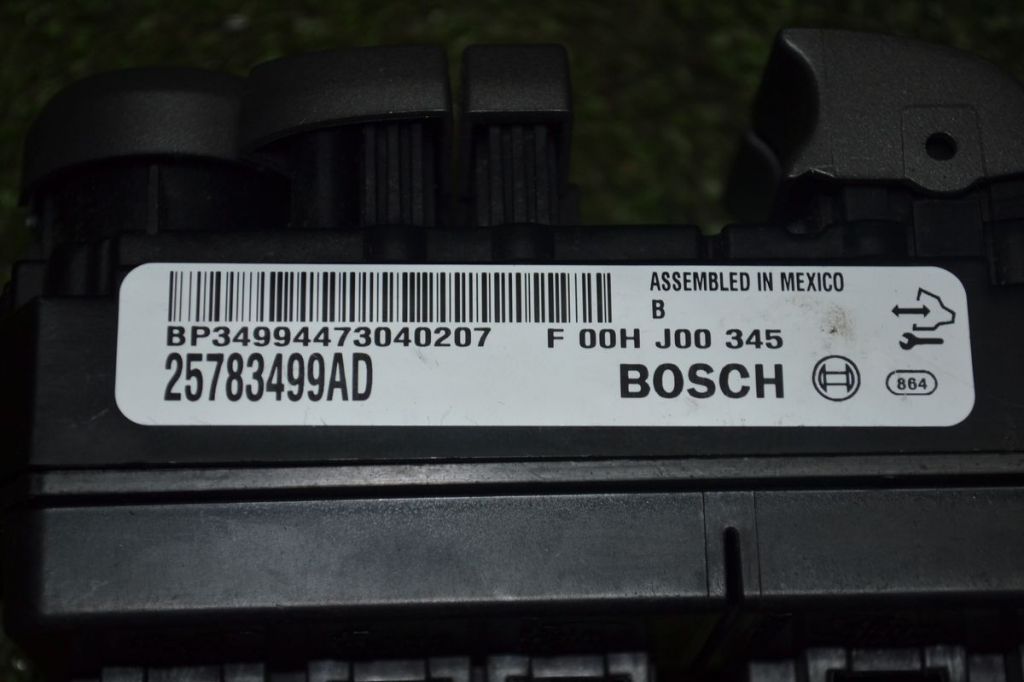 ASSEMBLED IN MEXICO
B
BP34994473040207 F 00H J00 345
25783499AD BOSCH 864